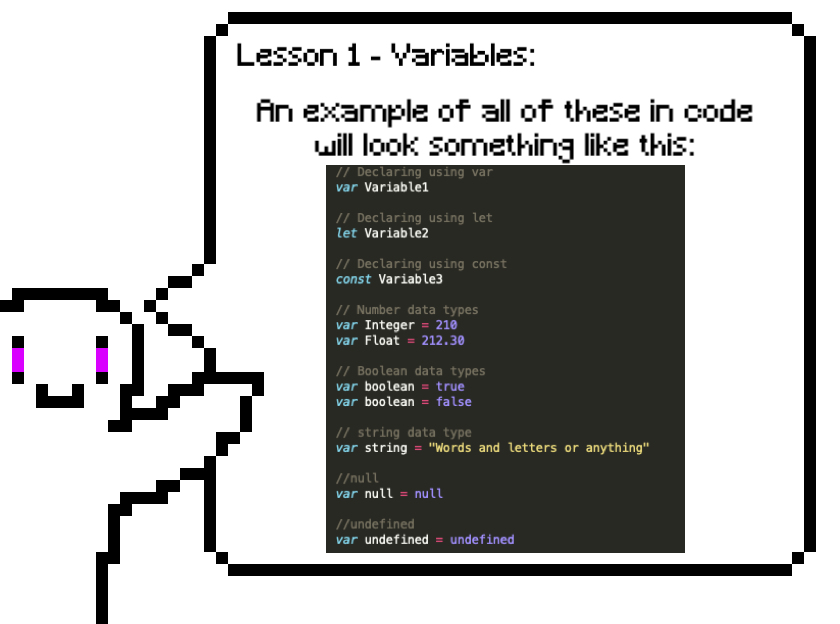 Lesson 1 - Variables:
An example of all of these in code
will look something like this:
// Declaring using var
var Variable1
// Declaring using let
let Variable2
// Declaring using const
const Variable3
// Number data types
var Integer = 210
var Float = 212.30
// Boolean data types
var boolean = true
var boolean = false
// string data type
var string = "Words and letters or anything"
//null
var null = null
//undefined
var undefined = undefined